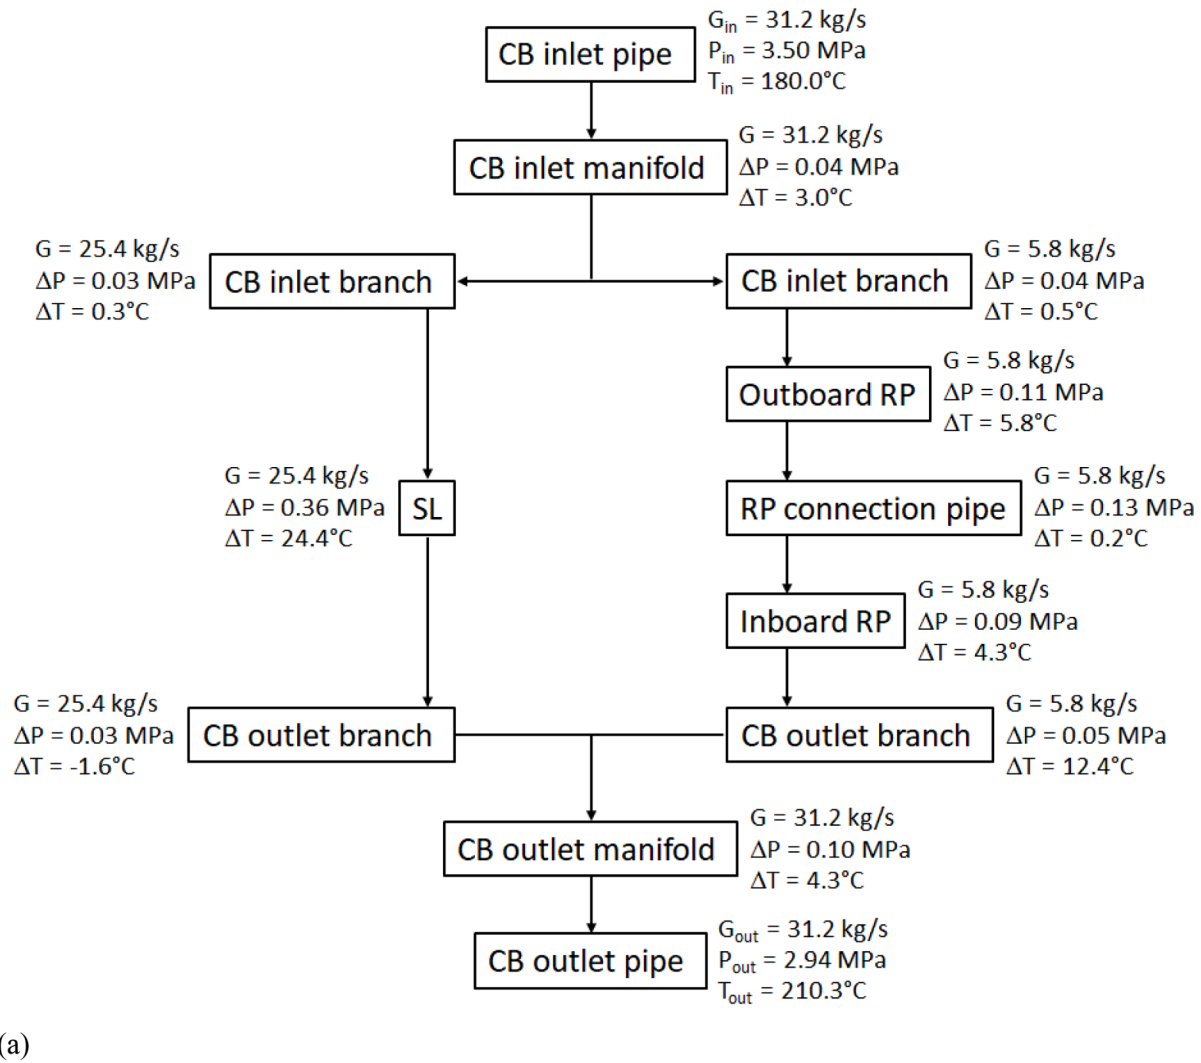 CB inlet pipe
G_in = 31.2 kg/s
P_in = 3.50 MPa
T_in = 180.0°C
CB inlet manifold
G = 31.2 kg/s
ΔP = 0.04 MPa
ΔT = 3.0°C
G = 25.4 kg/s
ΔP = 0.03 MPa
ΔT = 0.3°C
CB inlet branch
CB inlet branch
G = 5.8 kg/s
ΔP = 0.04 MPa
ΔT = 0.5°C
Outboard RP
G = 5.8 kg/s
ΔP = 0.11 MPa
ΔT = 5.8°C
G = 25.4 kg/s
ΔP = 0.36 MPa
ΔT = 24.4°C
SL
RP connection pipe
G = 5.8 kg/s
ΔP = 0.13 MPa
ΔT = 0.2°C
Inboard RP
G = 5.8 kg/s
ΔP = 0.09 MPa
ΔT = 4.3°C
G = 25.4 kg/s
ΔP = 0.03 MPa
ΔT = -1.6°C
CB outlet branch
CB outlet branch
G = 5.8 kg/s
ΔP = 0.05 MPa
ΔT = 12.4°C
CB outlet manifold
G = 31.2 kg/s
ΔP = 0.10 MPa
ΔT = 4.3°C
CB outlet pipe
G_out = 31.2 kg/s
P_out = 2.94 MPa
T_out = 210.3°C
(a)